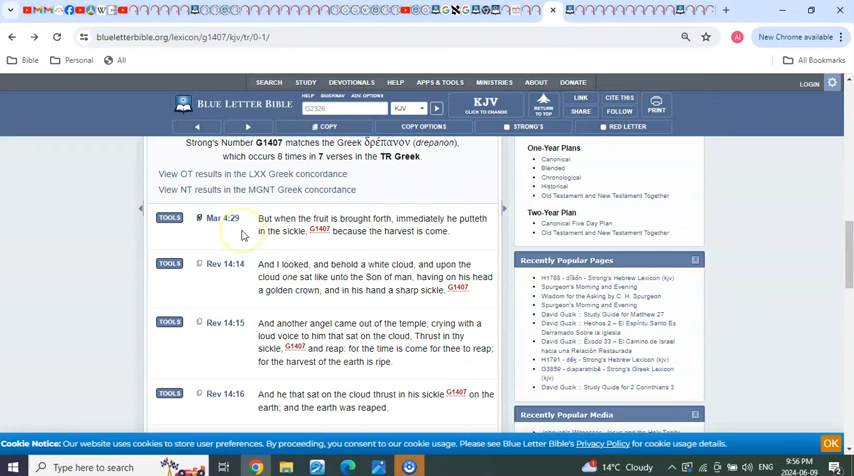 blueletterbible.org/lexicon/g1407/kjv/tr/0-1/
AI
New Chrome available
Bible
Personal
All
All Bookmarks
SEARCH STUDY DEVOTIONALS HELP APPS & TOOLS MINISTRIES ABOUT DONATE
LOGIN
BLUE LETTER BIBLE
HELP QUICKNAV ADV. OPTIONS
G2326
KJV
KJV
CLICK TO CHANGE
RETURN
TO TOP
LINK
SHARE
CITE THIS
FOLLOW
PRINT
COPY
COPY OPTIONS
STRONG'S
RED LETTER
Strong's Number G1407 matches the Greek δρέπανον (drepanon),
which occurs 8 times in 7 verses in the TR Greek.
View OT results in the LXX Greek concordance
View NT results in the MGNT Greek concordance
TOOLS Mar 4:29 But when the fruit is brought forth, immediately he putteth
in the sickle, G1407 because the harvest is come.
TOOLS Rev 14:14 And I looked, and behold a white cloud, and upon the
cloud one sat like unto the Son of man, having on his head
a golden crown, and in his hand a sharp sickle. G1407
TOOLS Rev 14:15 And another angel came out of the temple, crying with a
loud voice to him that sat on the cloud, Thrust in thy
sickle, G1407 and reap: for the time is come for thee to reap;
for the harvest of the earth is ripe.
TOOLS Rev 14:16 And he that sat on the cloud thrust in his sickle G1407 on the
earth; and the earth was reaped.
One-Year Plans
Canonical
Blended
Chronological
Historical
Old and New Testament Together
Two-Year Plan
Canonical Five Day Plan
Old and New Testament Together
Recently Popular Pages
H1788 - dîšôn - Strong's Hebrew Lexicon (kjv)
Spurgeon's Morning and Evening
Wisdom for the Asking by C. H. Spurgeon
David Guzik :: Study Guide for Matthew 27
David Guzik :: Hechos 2 – El Espíritu Santo Es
Derramado Sobre la Iglesia
David Guzik :: Éxodo 33 – El Camino de Israel
hacia una Relación Restaurada
H1791 - dēḵ - Strong's Hebrew Lexicon (kjv)
G3859 - diaparatribē - Strong's Greek Lexicon
(kjv)
David Guzik :: Study Guide for 2 Corinthians 3
Recently Popular Media
Cookie Notice: Our website uses cookies to store user preferences. By proceeding, you consent to our cookie usage. Please see Blue Letter Bible's Privacy Policy for cookie usage details.
OK
Type here to search
14°C Cloudy
ENG
9:56 PM
2024-06-09